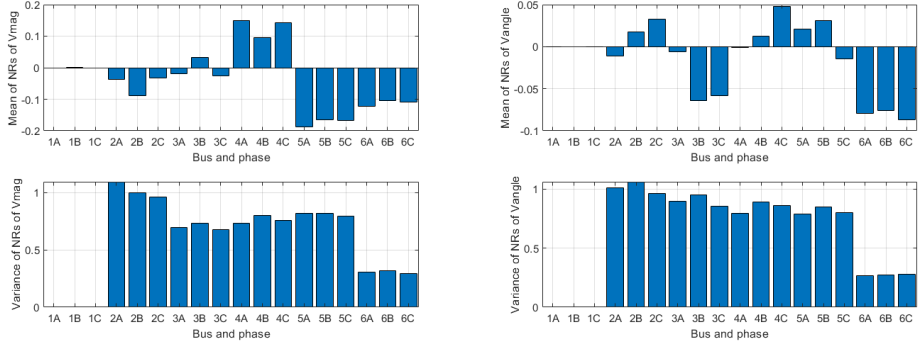 Mean of NRs of Vmag
0.2
0.1
0
-0.1
-0.2
1A 1B 1C 2A 2B 2C 3A 3B 3C 4A 4B 4C 5A 5B 5C 6A 6B 6C
Bus and phase
Mean of NRs of Vangle
0.05
0
-0.05
-0.1
1A 1B 1C 2A 2B 2C 3A 3B 3C 4A 4B 4C 5A 5B 5C 6A 6B 6C
Bus and phase
Variance of NRs of Vmag
1
0.5
0
1A 1B 1C 2A 2B 2C 3A 3B 3C 4A 4B 4C 5A 5B 5C 6A 6B 6C
Bus and phase
Variance of NRs of Vangle
1
0.5
0
1A 1B 1C 2A 2B 2C 3A 3B 3C 4A 4B 4C 5A 5B 5C 6A 6B 6C
Bus and phase